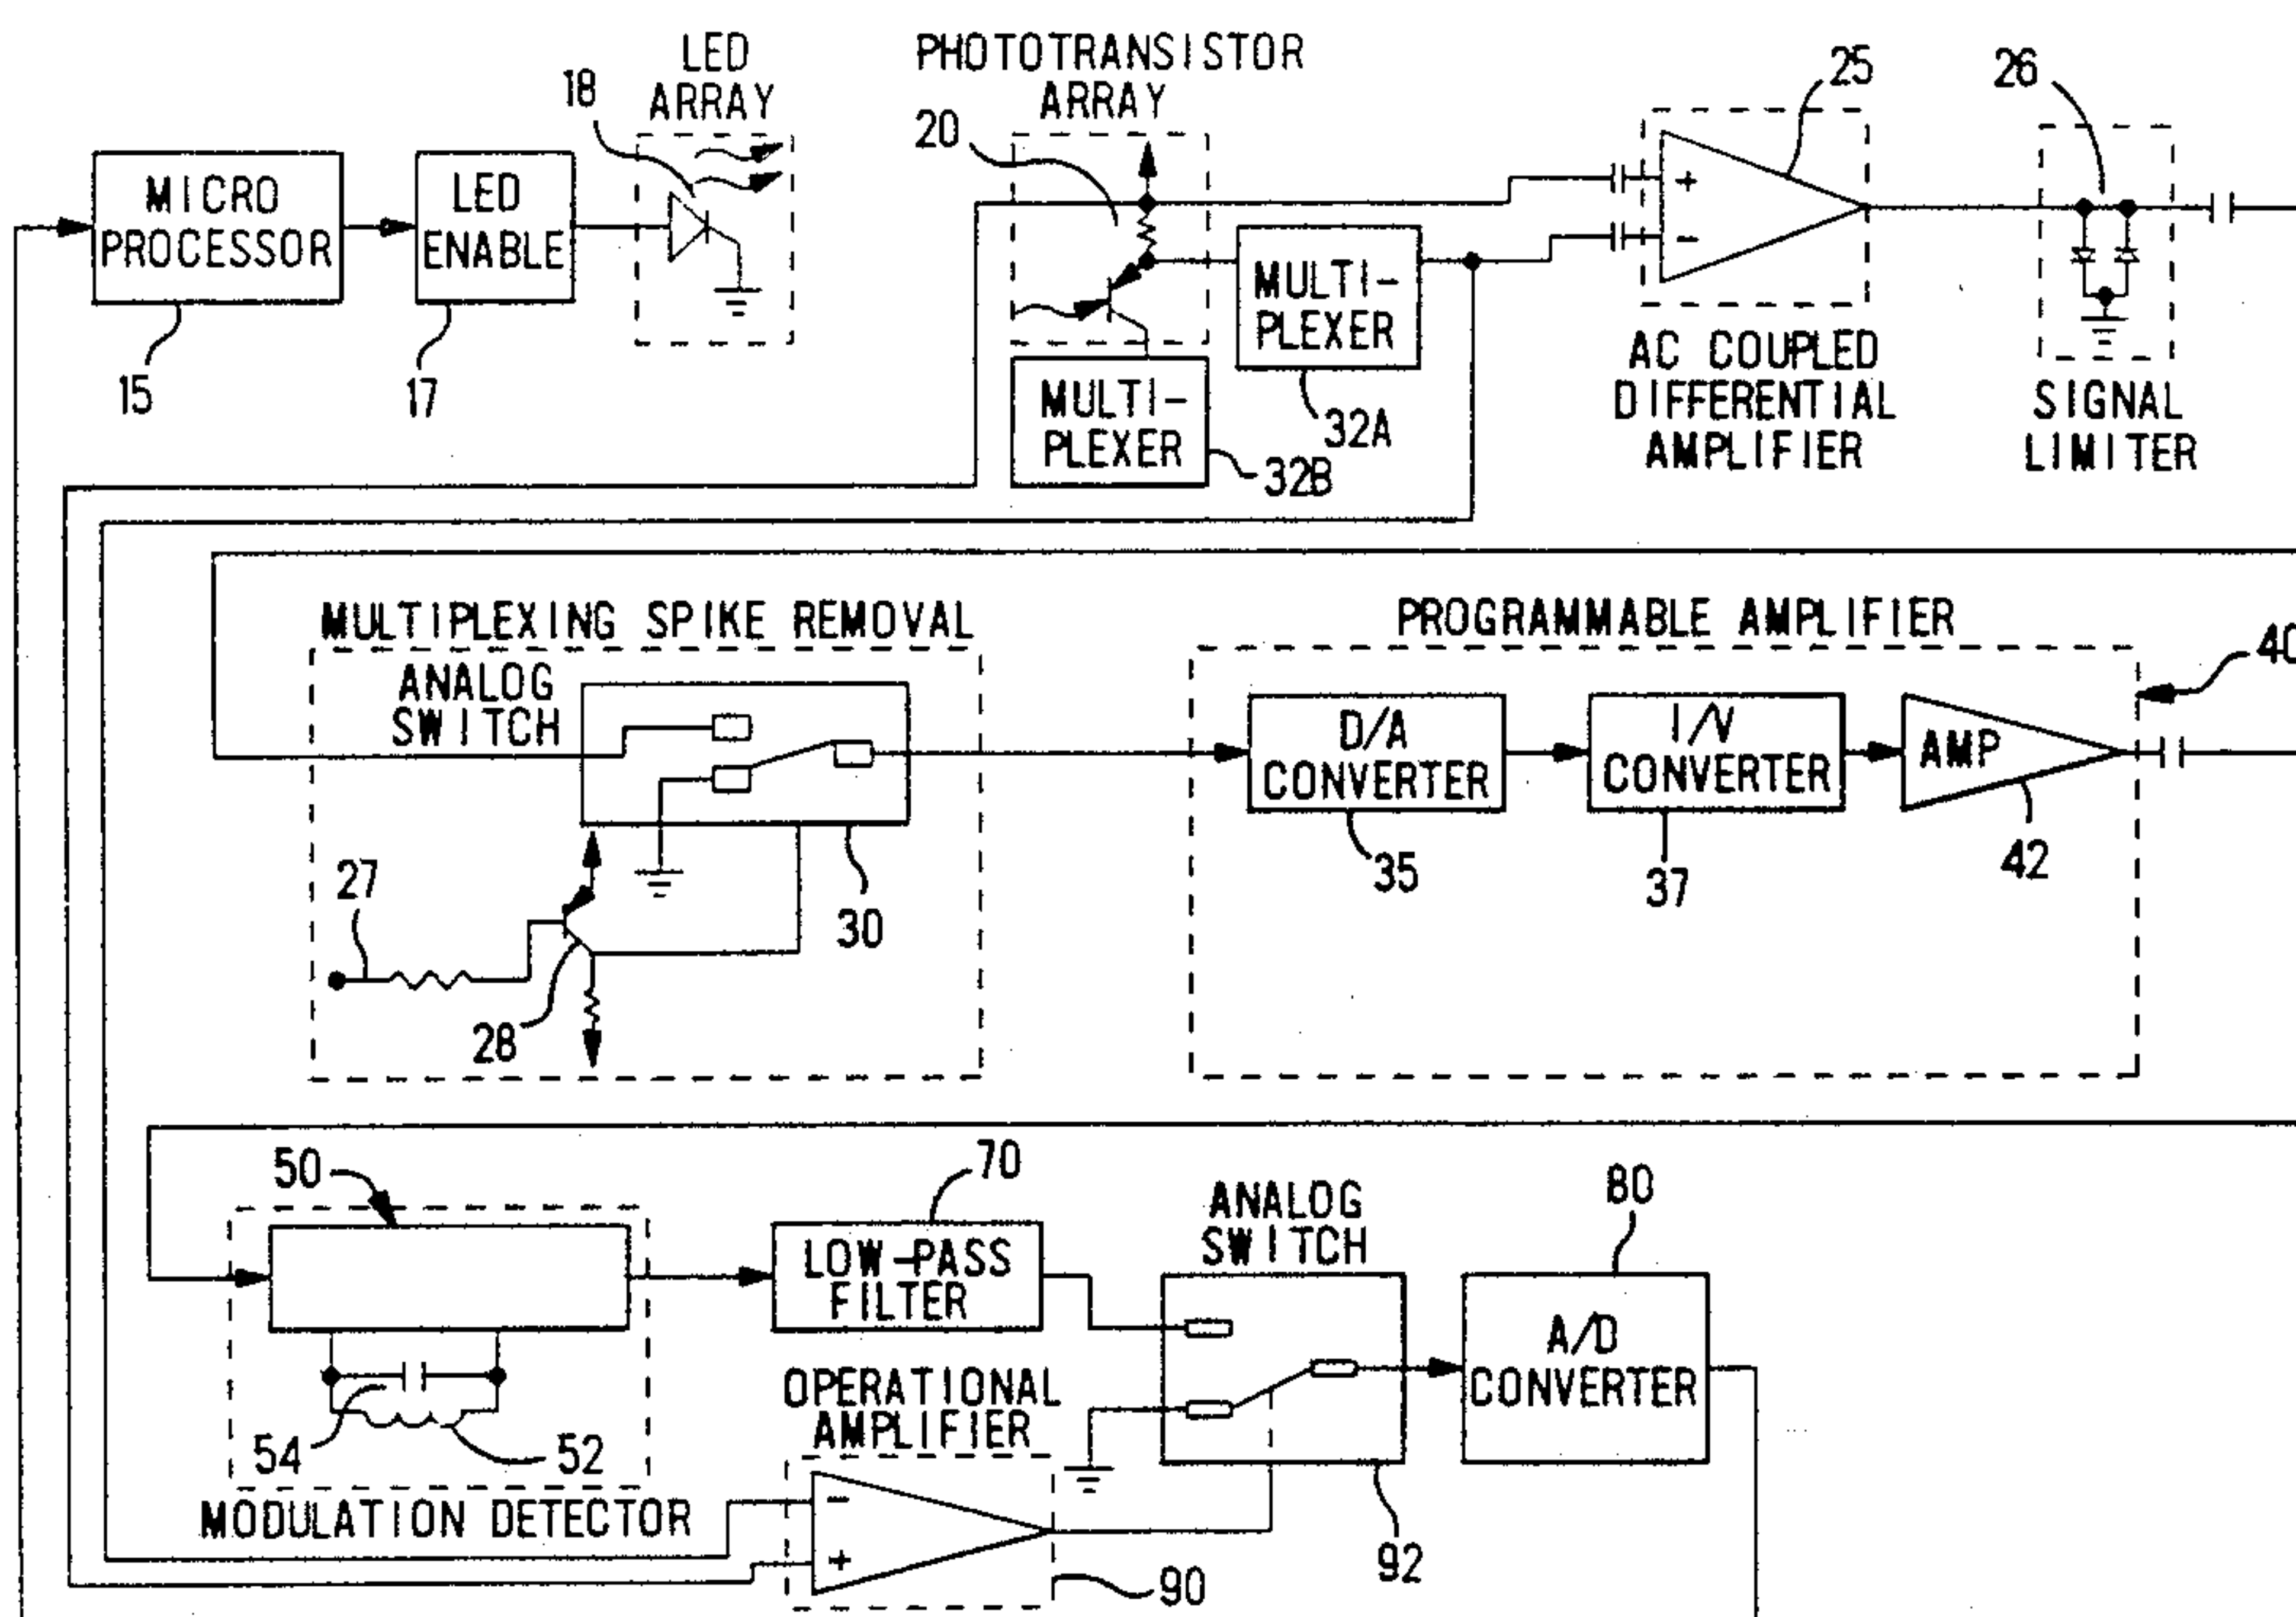 LED
ARRAY
18
MICRO
PROCESSOR
15
LED
ENABLE
17
PHOTOTRANSISTOR
ARRAY
20
MULTI-
PLEXER
32A
MULTI-
PLEXER
32B
25
+
-
AC COUPLED
DIFFERENTIAL
AMPLIFIER
26
SIGNAL
LIMITER
MULTIPLEXING SPIKE REMOVAL
ANALOG
SWITCH
27
28
30
PROGRAMMABLE AMPLIFIER
40
D/A
CONVERTER
35
I/V
CONVERTER
37
AMP
42
50
54
52
MODULATION DETECTOR
70
LOW-PASS
FILTER
OPERATIONAL
AMPLIFIER
-
+
90
ANALOG
SWITCH
92
80
A/D
CONVERTER